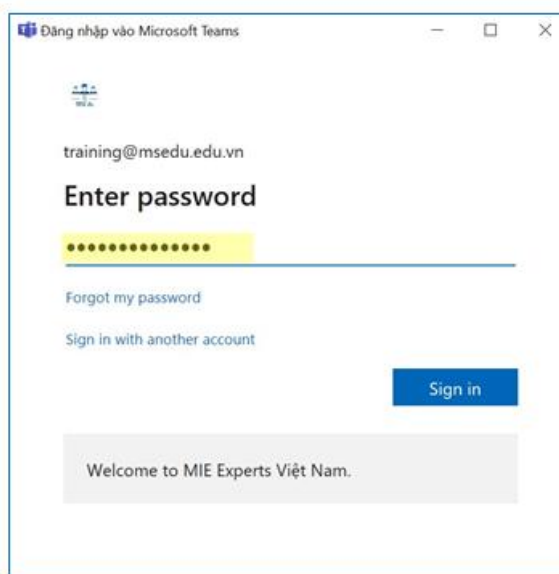 Đăng nhập vào Microsoft Teams
training@msedu.edu.vn
Enter password
••••••••••••••
Forgot my password
Sign in with another account
Sign in
Welcome to MIE Experts Việt Nam.